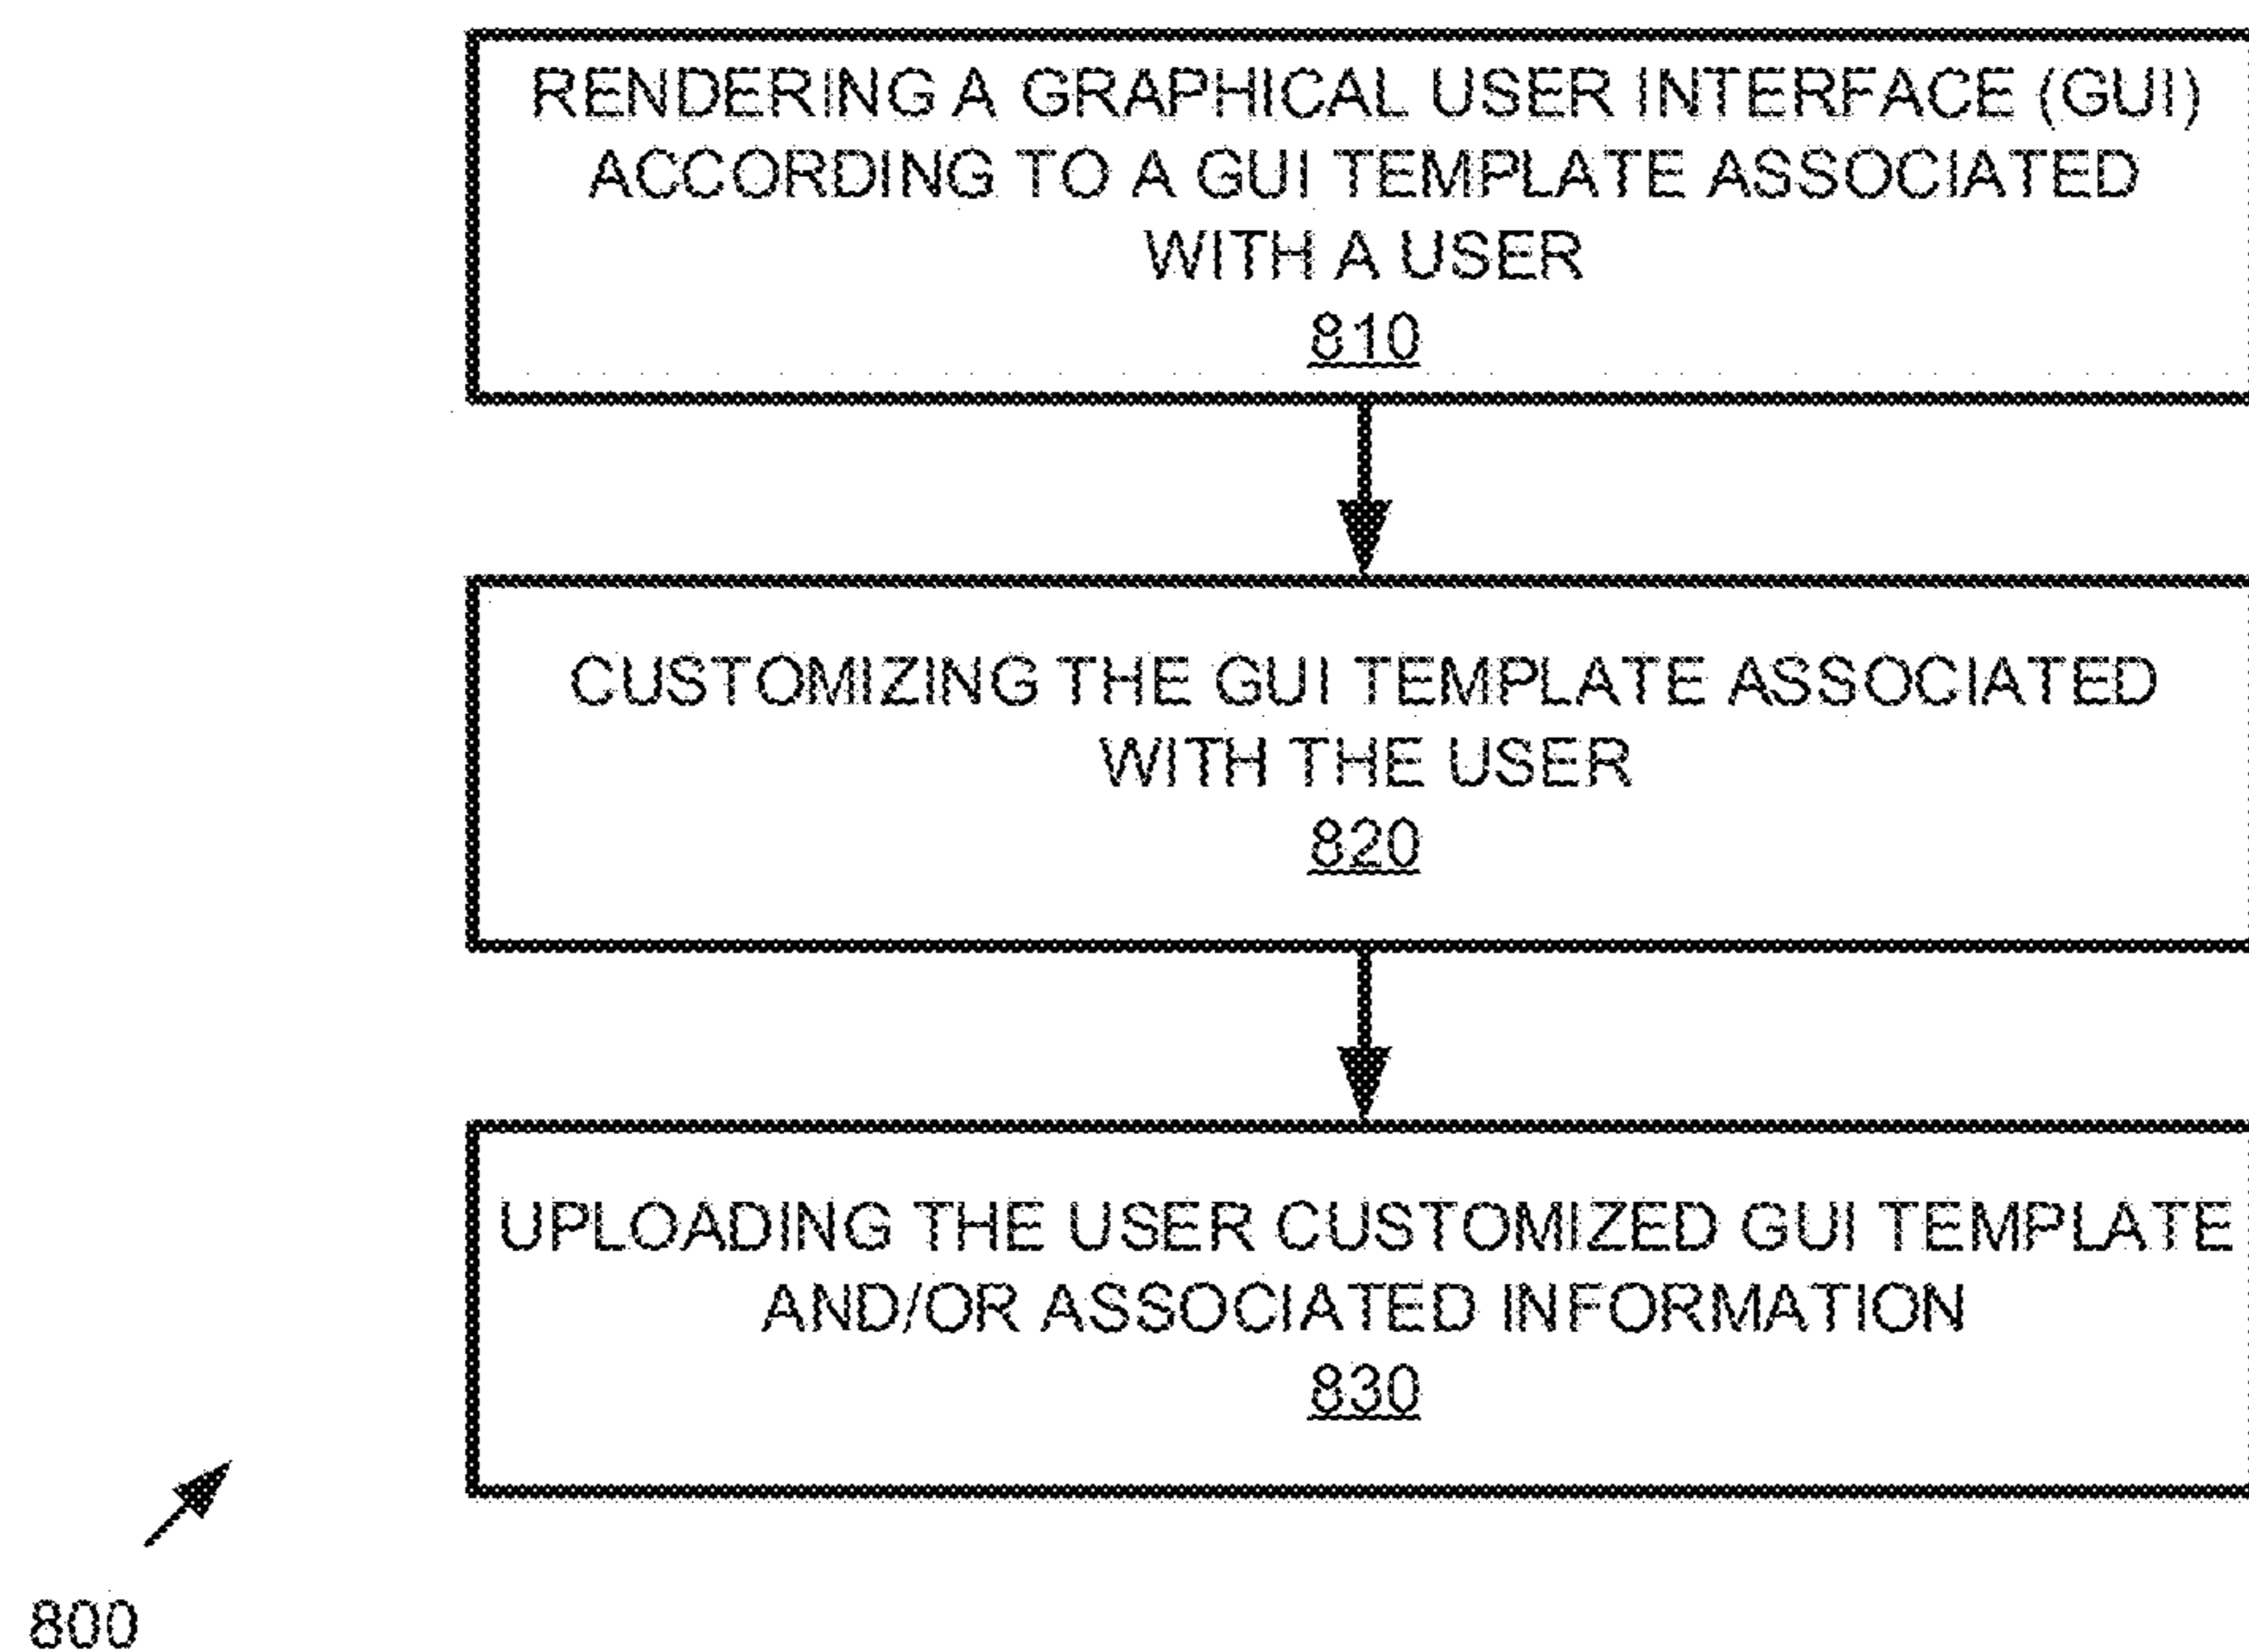 RENDERING A GRAPHICAL USER INTERFACE (GUI)
ACCORDING TO A GUI TEMPLATE ASSOCIATED
WITH A USER
810
CUSTOMIZING THE GUI TEMPLATE ASSOCIATED
WITH THE USER
820
UPLOADING THE USER CUSTOMIZED GUI TEMPLATE
AND/OR ASSOCIATED INFORMATION
830
800